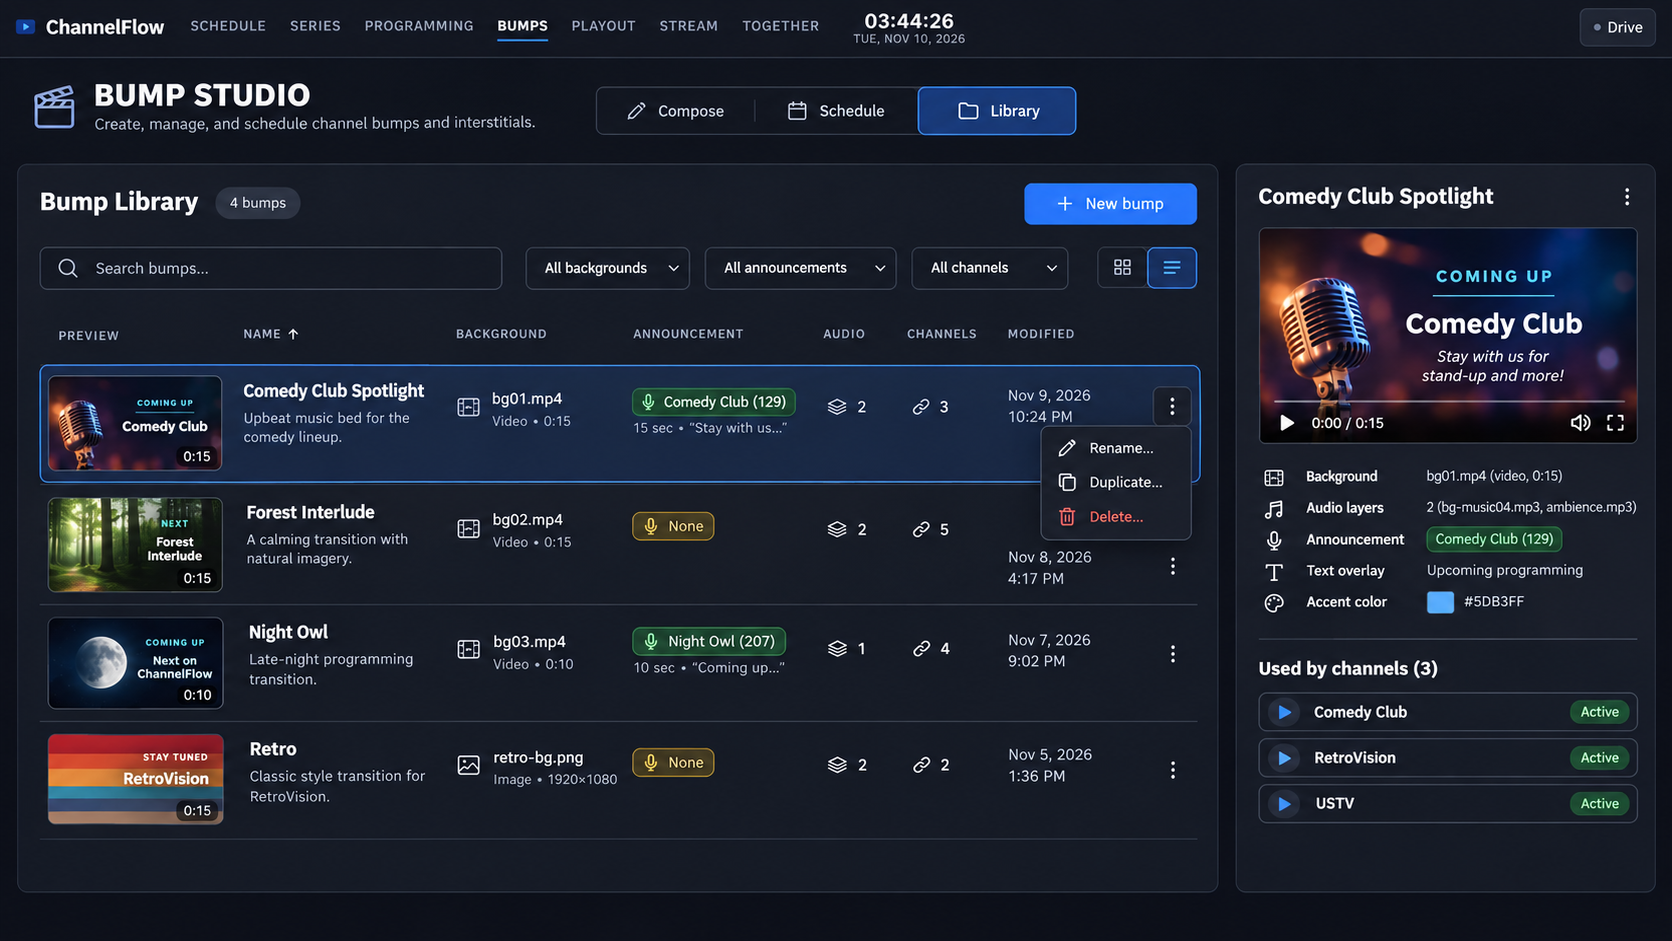 ChannelFlow
SCHEDULE
SERIES
PROGRAMMING
BUMPS
PLAYOUT
STREAM
TOGETHER
03:44:26
TUE, NOV 10, 2026
Drive
BUMP STUDIO
Create, manage, and schedule channel bumps and interstitials.
Compose
Schedule
Library
Bump Library
4 bumps
New bump
Search bumps...
All backgrounds
All announcements
All channels
PREVIEW
NAME ↑
BACKGROUND
ANNOUNCEMENT
AUDIO
CHANNELS
MODIFIED
COMING UP
Comedy Club
0:15
Comedy Club Spotlight
Upbeat music bed for the
comedy lineup.
bg01.mp4
Video • 0:15
Comedy Club (129)
15 sec • “Stay with us...”
2
3
Nov 9, 2026
10:24 PM
Rename...
Duplicate...
Delete...
NEXT
Forest
Interlude
0:15
Forest Interlude
A calming transition with
natural imagery.
bg02.mp4
Video • 0:15
None
2
5
Nov 8, 2026
4:17 PM
COMING UP
Next on
ChannelFlow
0:10
Night Owl
Late-night programming
transition.
bg03.mp4
Video • 0:10
Night Owl (207)
10 sec • “Coming up...”
1
4
Nov 7, 2026
9:02 PM
STAY TUNED
RetroVision
0:15
Retro
Classic style transition for
RetroVision.
retro-bg.png
Image • 1920×1080
None
2
2
Nov 5, 2026
1:36 PM
Comedy Club Spotlight
COMING UP
Comedy Club
Stay with us for
stand-up and more!
0:00 / 0:15
Background
bg01.mp4 (video, 0:15)
Audio layers
2 (bg-music04.mp3, ambience.mp3)
Announcement
Comedy Club (129)
Text overlay
Upcoming programming
Accent color
#5DB3FF
Used by channels (3)
Comedy Club
Active
RetroVision
Active
USTV
Active